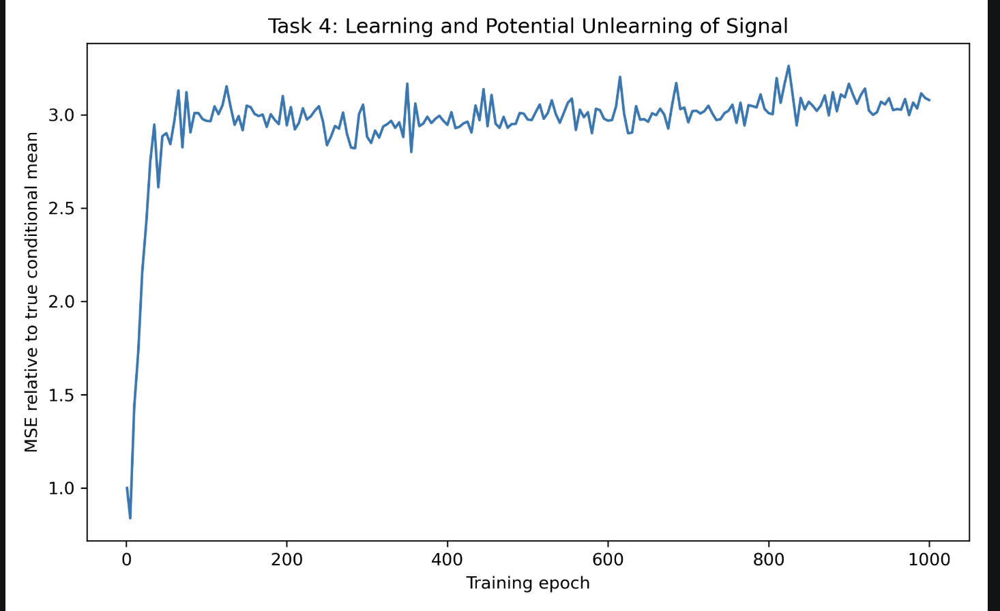 Task 4: Learning and Potential Unlearning of Signal
MSE relative to true conditional mean
3.0
2.5
2.0
1.5
1.0
0 200 400 600 800 1000
Training epoch